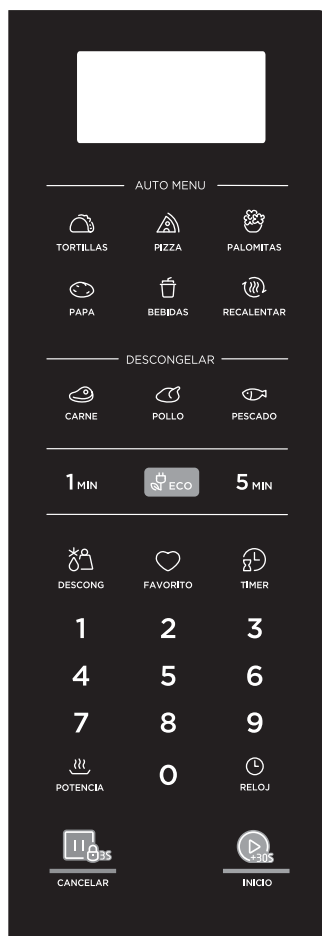 AUTO MENU
TORTILLAS PIZZA PALOMITAS
PAPA BEBIDAS RECALENTAR
DESCONGELAR
CARNE POLLO PESCADO
1 MIN ECO 5 MIN
DESCONG FAVORITO TIMER
1 2 3
4 5 6
7 8 9
POTENCIA 0 RELOJ
3S +30S
CANCELAR INICIO